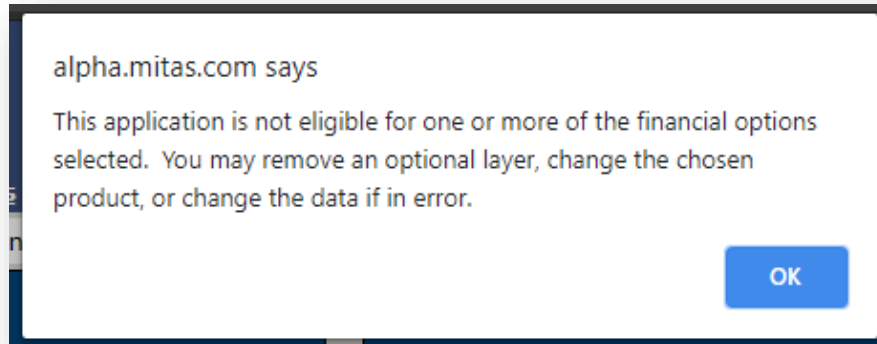 alpha.mitas.com says
This application is not eligible for one or more of the financial options
selected.  You may remove an optional layer, change the chosen
product, or change the data if in error.
OK